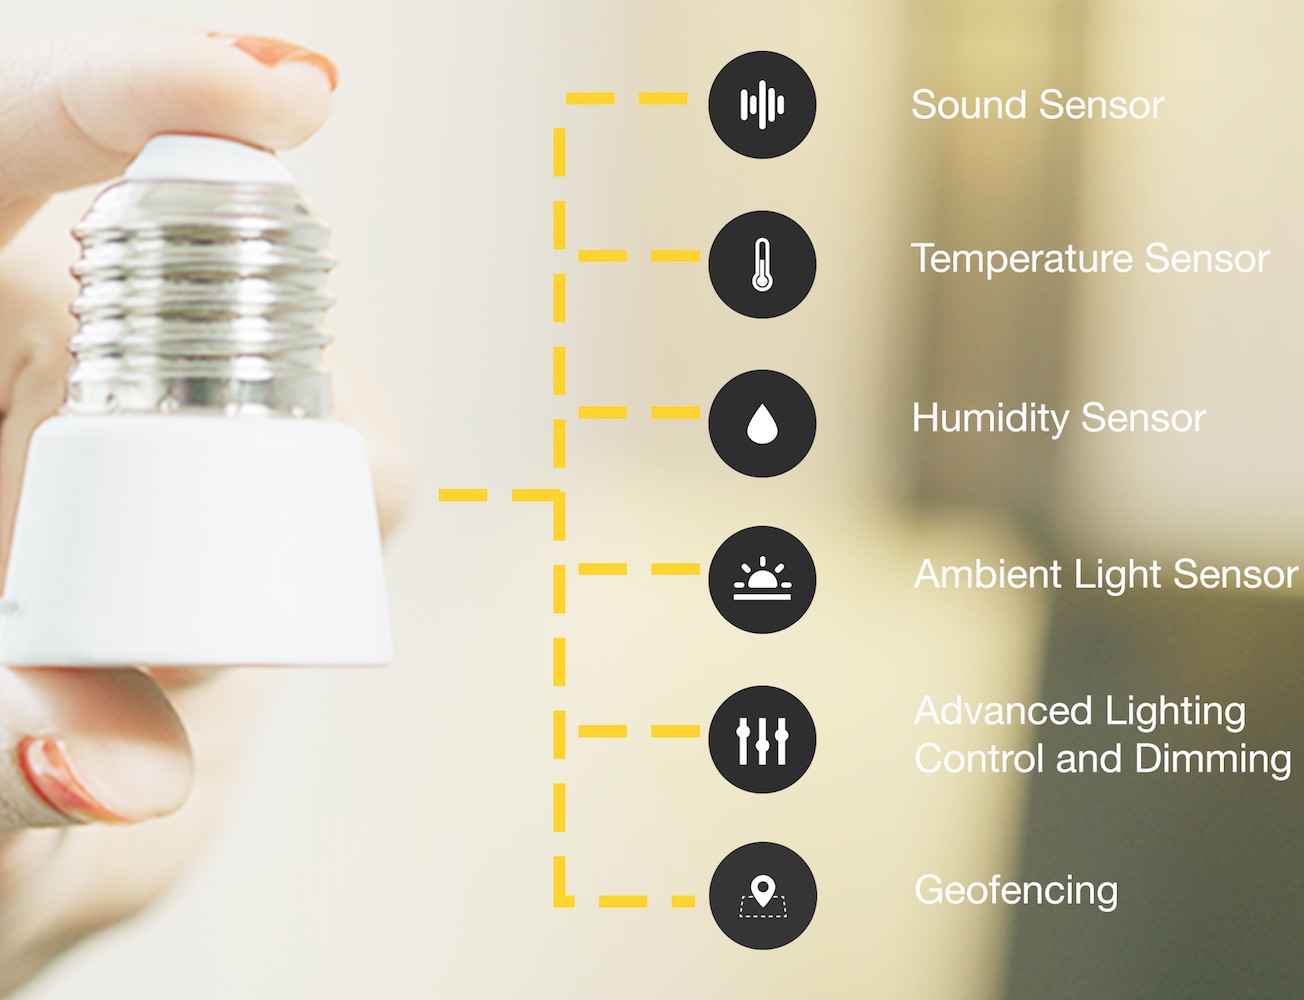 Sound Sensor
Temperature Sensor
Humidity Sensor
Ambient Light Sensor
Advanced Lighting
Control and Dimming
Geofencing